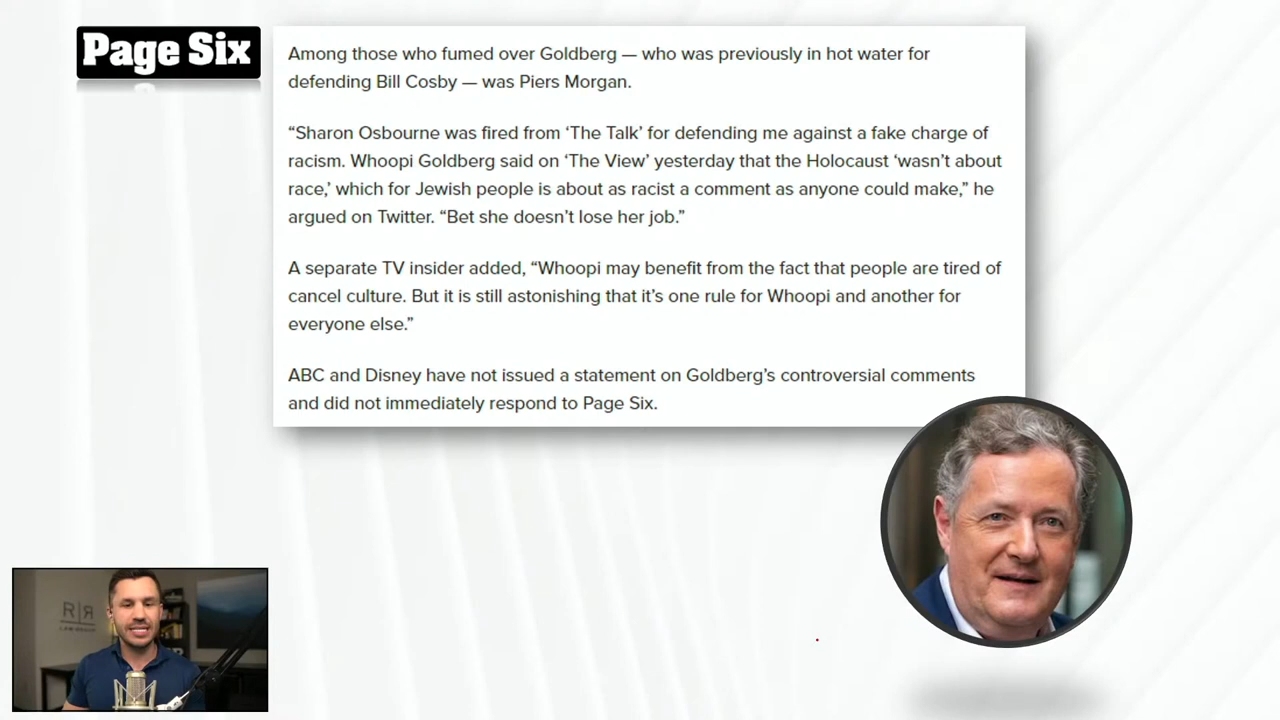 Page Six
Among those who fumed over Goldberg — who was previously in hot water for
defending Bill Cosby — was Piers Morgan.
“Sharon Osbourne was fired from ‘The Talk’ for defending me against a fake charge of
racism. Whoopi Goldberg said on ‘The View’ yesterday that the Holocaust ‘wasn’t about
race,’ which for Jewish people is about as racist a comment as anyone could make,” he
argued on Twitter. “Bet she doesn’t lose her job.”
A separate TV insider added, “Whoopi may benefit from the fact that people are tired of
cancel culture. But it is still astonishing that it’s one rule for Whoopi and another for
everyone else.”
ABC and Disney have not issued a statement on Goldberg’s controversial comments
and did not immediately respond to Page Six.
R|R
LAW GROUP